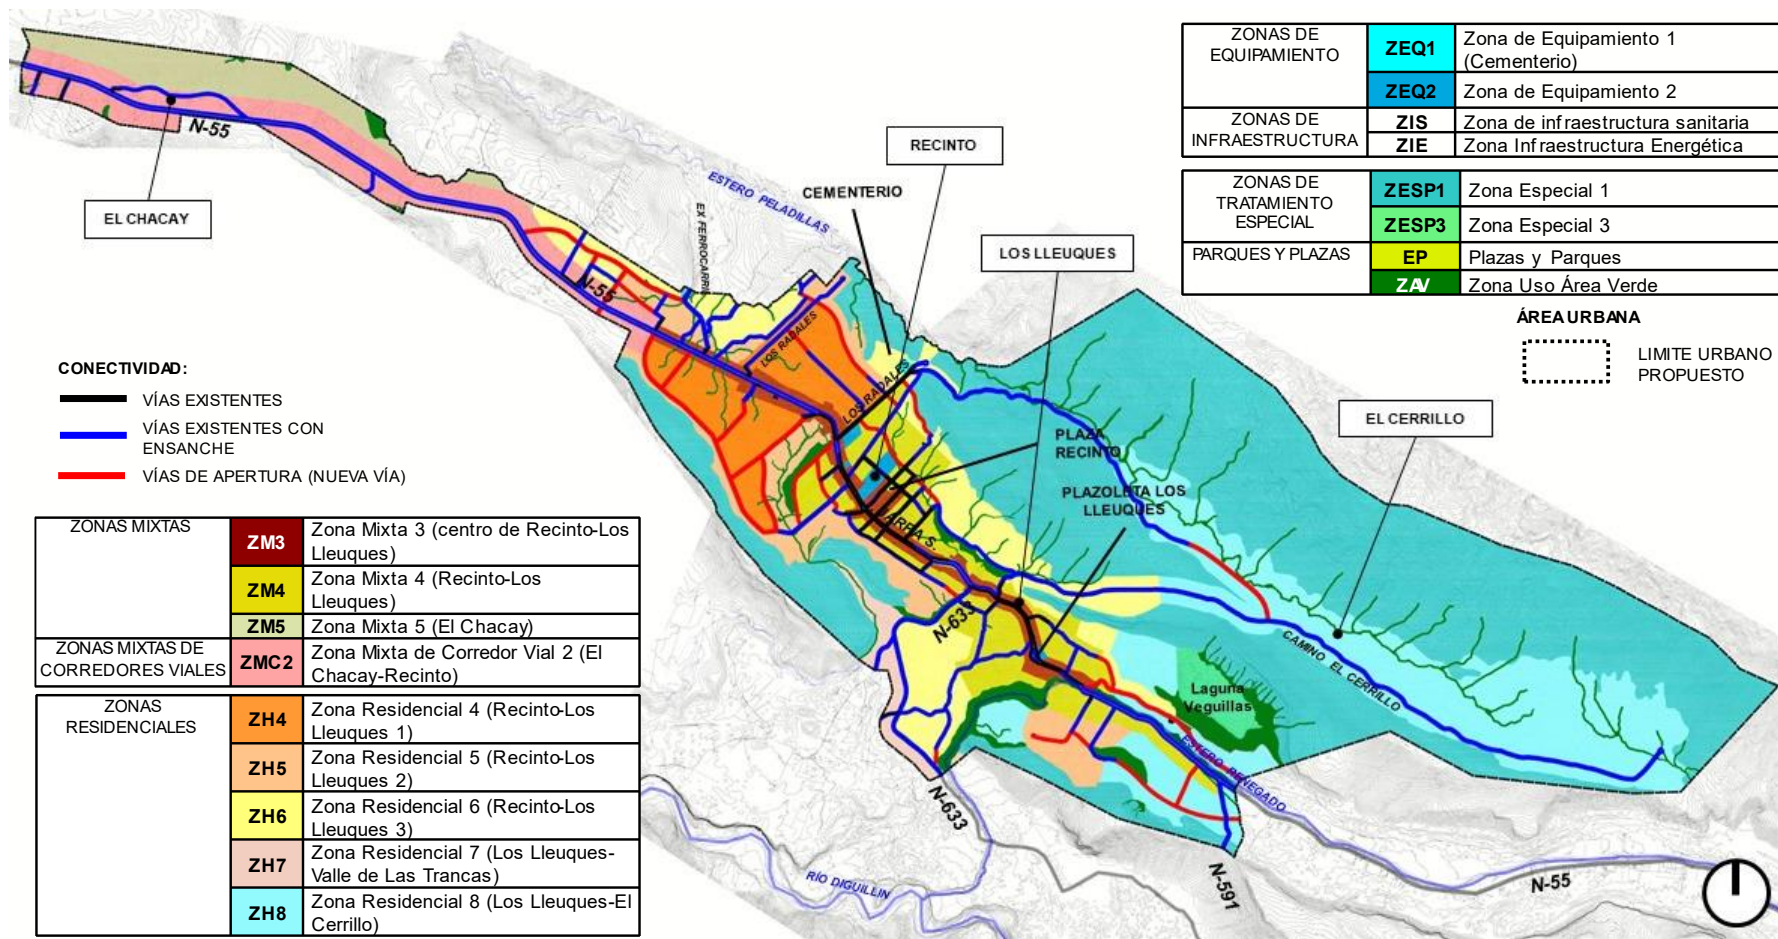 ZONAS DE
EQUIPAMIENTO
ZEQ1
Zona de Equipamiento 1
(Cementerio)
ZEQ2
Zona de Equipamiento 2
ZONAS DE
INFRAESTRUCTURA
ZIS
Zona de infraestructura sanitaria
ZIE
Zona Infraestructura Energética
ZONAS DE
TRATAMIENTO
ESPECIAL
ZESP1
Zona Especial 1
ZESP3
Zona Especial 3
PARQUES Y PLAZAS
EP
Plazas y Parques
ZAV
Zona Uso Área Verde
ÁREA URBANA
LIMITE URBANO
PROPUESTO
N-55
EL CHACAY
RECINTO
ESTERO PELADILLAS
CEMENTERIO
EX FERROCARRIL
LOS LLEUQUES
N-55
LOS RADALES
LOS RADALES
EL CERRILLO
PLAZA
RECINTO
PLAZOLETA LOS
LLEUQUES
ÁREA S.
N-633
CAMINO EL CERRILLO
Laguna
Veguillas
ESTERO RENEGADO
N-633
RÍO DIGUILLIN
N-591
N-55
CONECTIVIDAD:
VÍAS EXISTENTES
VÍAS EXISTENTES CON
ENSANCHE
VÍAS DE APERTURA (NUEVA VÍA)
ZONAS MIXTAS
ZM3
Zona Mixta 3 (centro de Recinto-Los
Lleuques)
ZM4
Zona Mixta 4 (Recinto-Los
Lleuques)
ZM5
Zona Mixta 5 (El Chacay)
ZONAS MIXTAS DE
CORREDORES VIALES
ZMC2
Zona Mixta de Corredor Vial 2 (El
Chacay-Recinto)
ZONAS
RESIDENCIALES
ZH4
Zona Residencial 4 (Recinto-Los
Lleuques 1)
ZH5
Zona Residencial 5 (Recinto-Los
Lleuques 2)
ZH6
Zona Residencial 6 (Recinto-Los
Lleuques 3)
ZH7
Zona Residencial 7 (Los Lleuques-
Valle de Las Trancas)
ZH8
Zona Residencial 8 (Los Lleuques-El
Cerrillo)